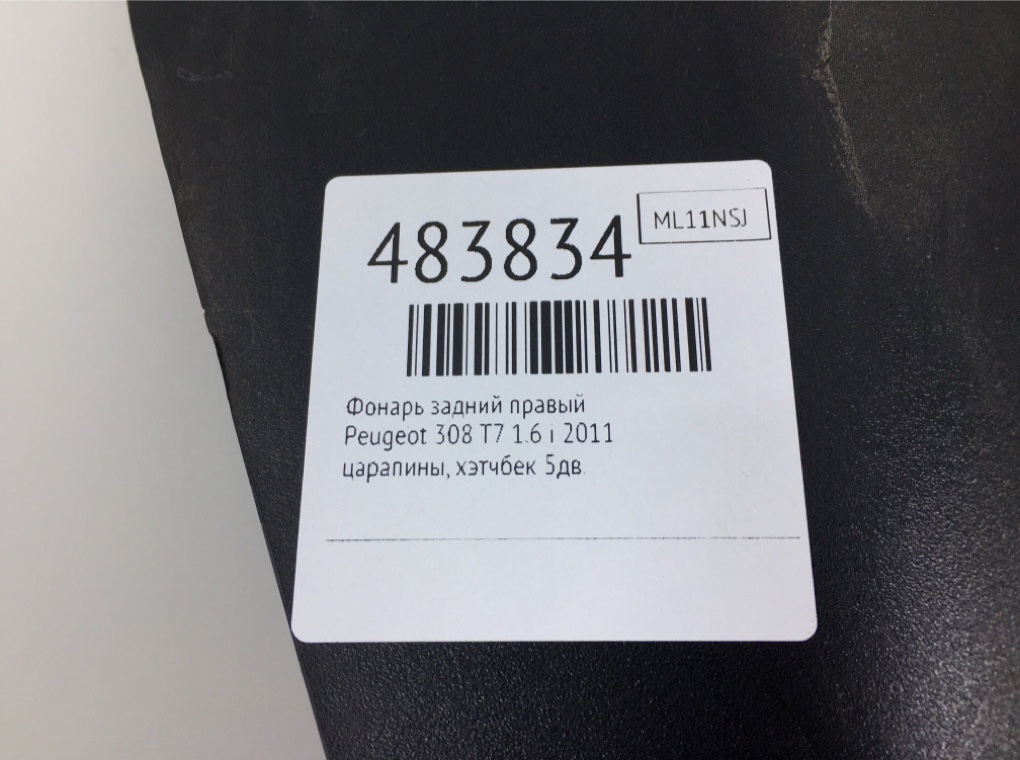 483834
ML11NSJ
Фонарь задний правый
Peugeot 308 T7 1.6 i 2011
царапины, хэтчбек 5дв.